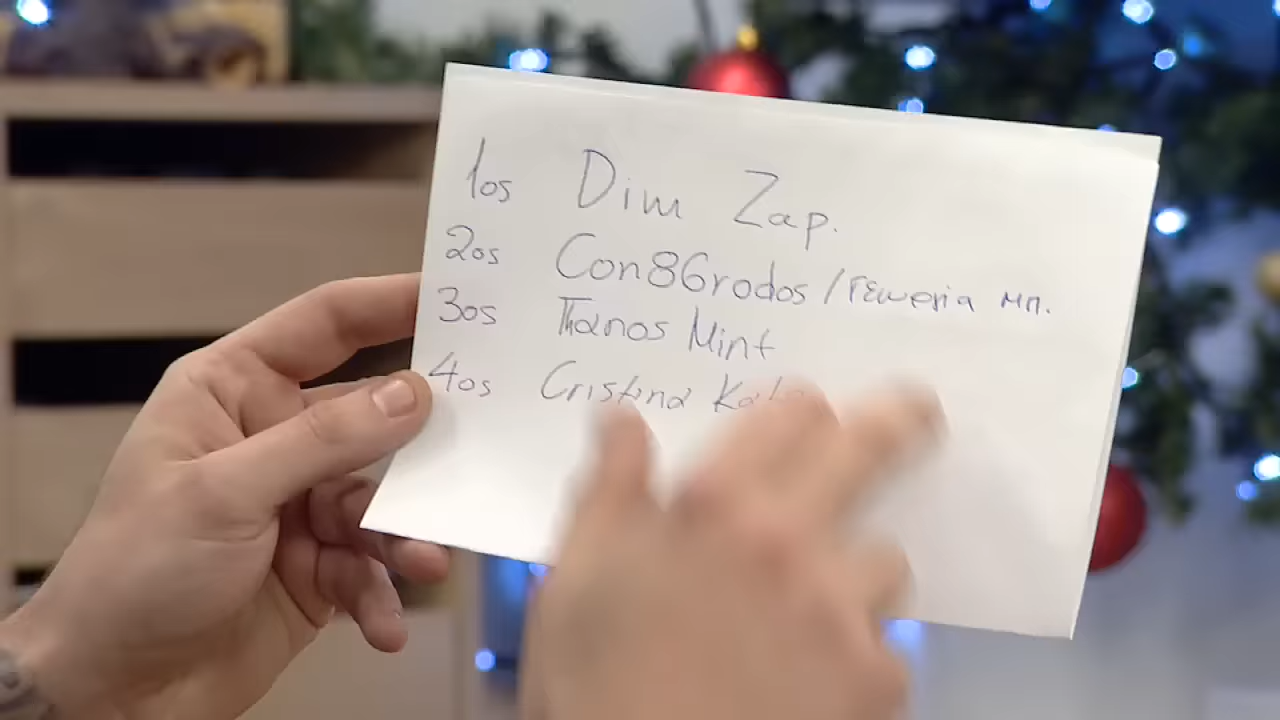 1os Dim Zap.
2os Con86rodos / Γεωργία μπ.
3os Thanos Mint
4os Cristina